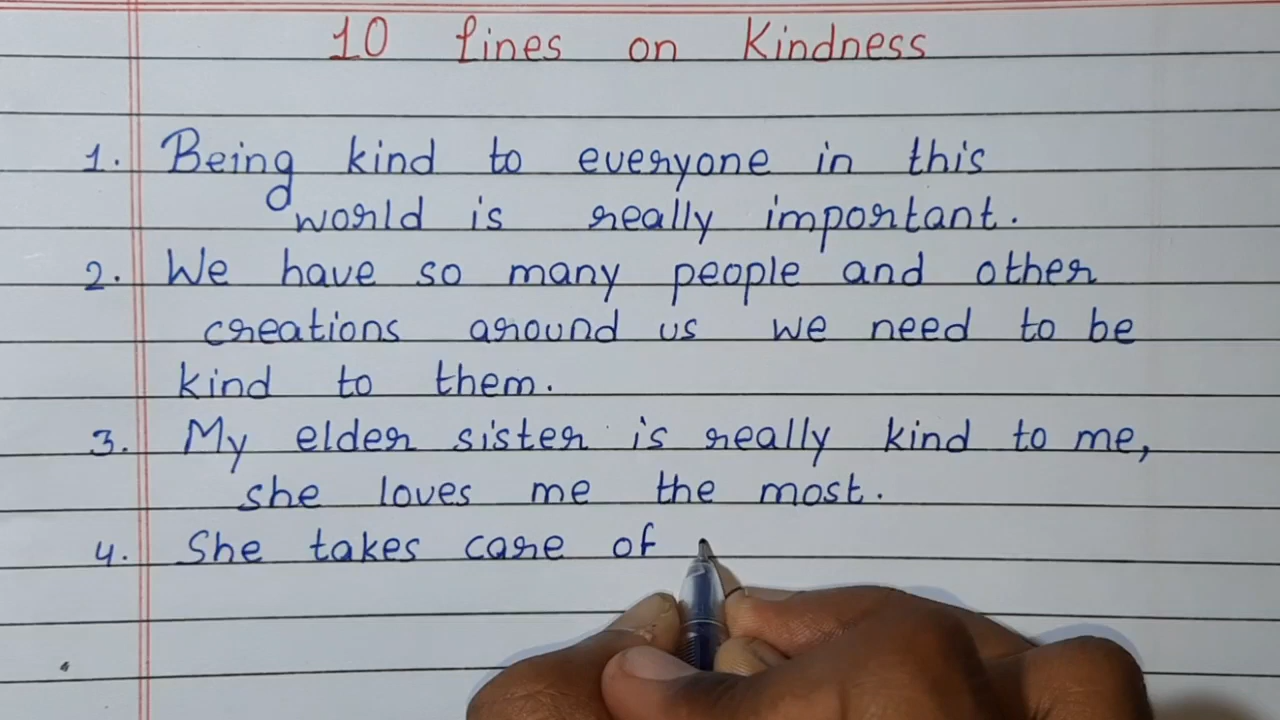 10 lines on Kindness
1. Being kind to everyone in this
world is really important.
2. We have so many people and other
creations around us we need to be
kind to them.
3. My elder sister is really kind to me,
she loves me the most.
4. She takes care of